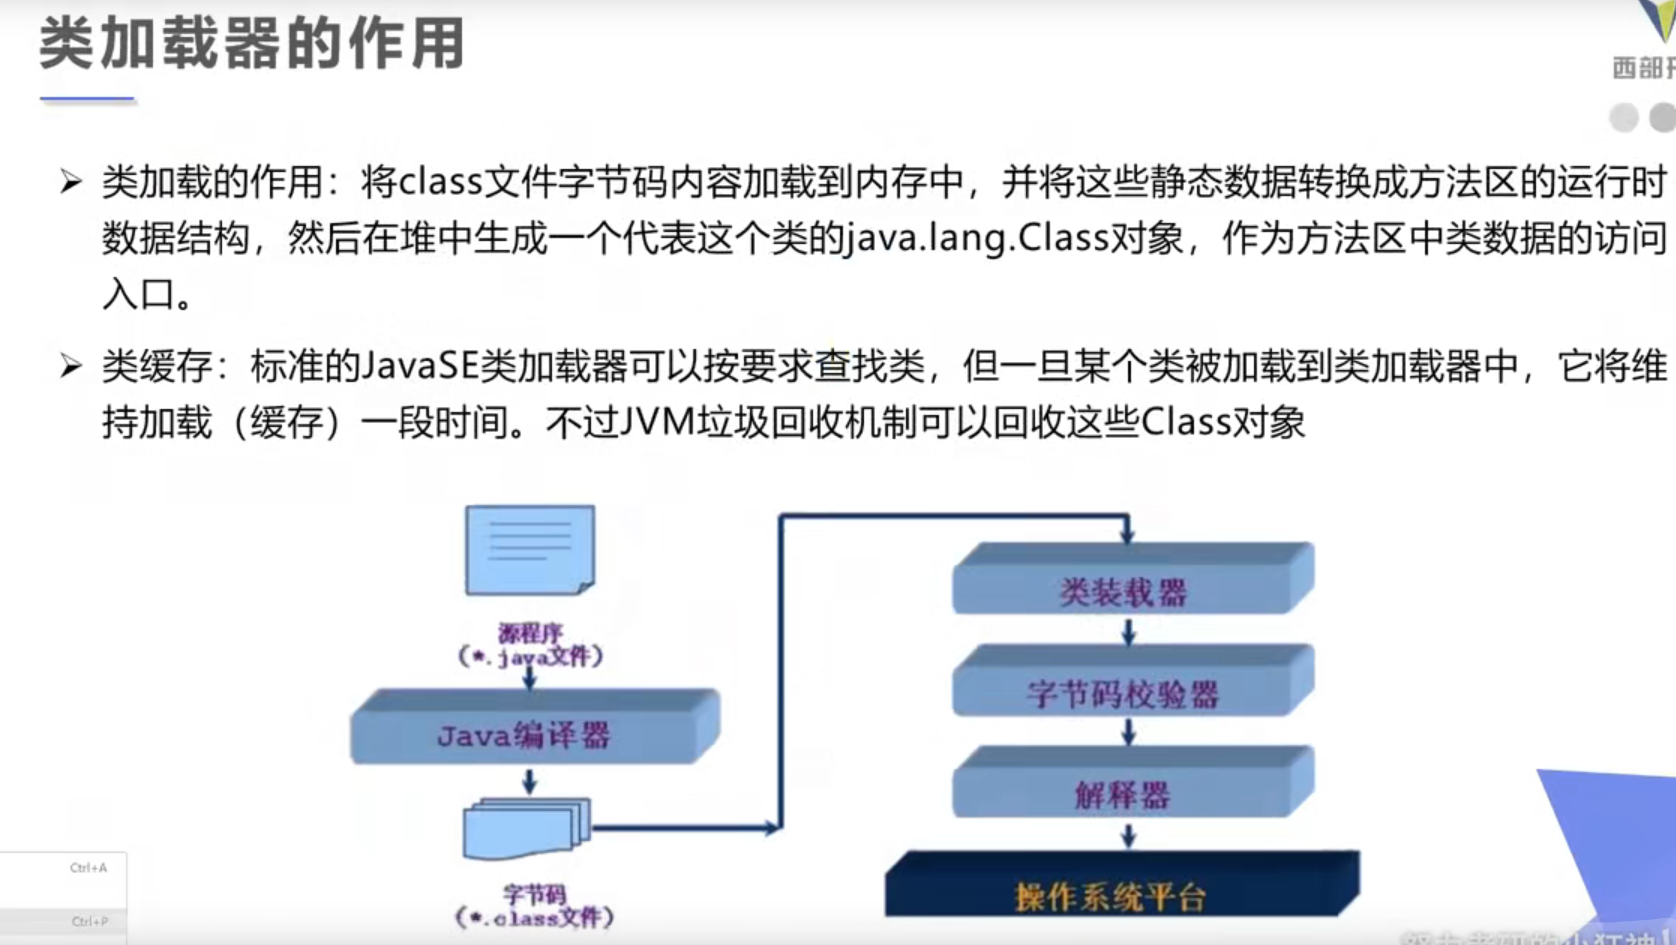 类加载器的作用
西部开
类加载的作用：将class文件字节码内容加载到内存中，并将这些静态数据转换成方法区的运行时
数据结构，然后在堆中生成一个代表这个类的java.lang.Class对象，作为方法区中类数据的访问
入口。
类缓存：标准的JavaSE类加载器可以按要求查找类，但一旦某个类被加载到类加载器中，它将维
持加载（缓存）一段时间。不过JVM垃圾回收机制可以回收这些Class对象
源程序
(*.java文件)
Java编译器
字节码
(*.class文件)
类装载器
字节码校验器
解释器
操作系统平台
Ctrl+A
Ctrl+P